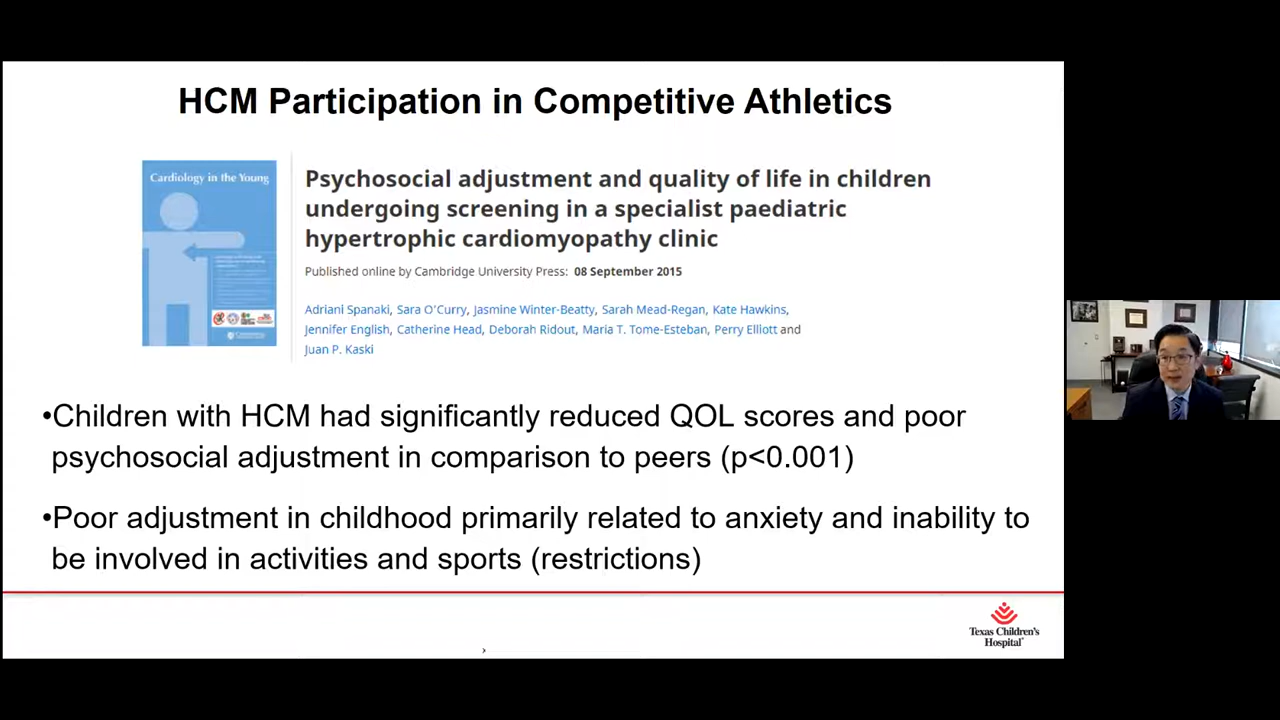 HCM Participation in Competitive Athletics
Cardiology in the Young
Psychosocial adjustment and quality of life in children
undergoing screening in a specialist paediatric
hypertrophic cardiomyopathy clinic
Published online by Cambridge University Press: 08 September 2015
Adriani Spanaki, Sara O'Curry, Jasmine Winter-Beatty, Sarah Mead-Regan, Kate Hawkins,
Jennifer English, Catherine Head, Deborah Ridout, Maria T. Tome-Esteban, Perry Elliott and
Juan P. Kaski
•Children with HCM had significantly reduced QOL scores and poor
psychosocial adjustment in comparison to peers (p<0.001)
•Poor adjustment in childhood primarily related to anxiety and inability to
be involved in activities and sports (restrictions)
Texas Children's
Hospital